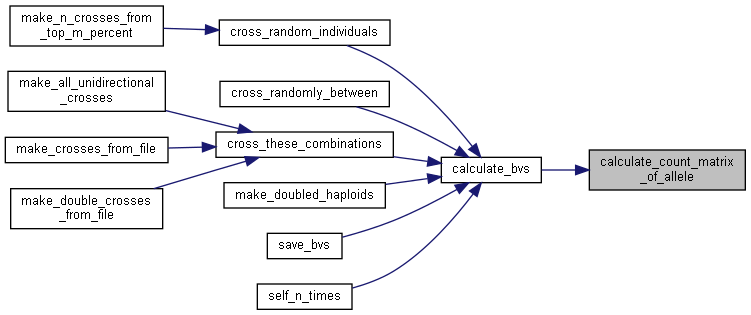 make_n_crosses_from
_top_m_percent
cross_random_individuals
make_all_unidirectional
_crosses
cross_randomly_between
make_crosses_from_file
cross_these_combinations
calculate_bvs
calculate_count_matrix
_of_allele
make_double_crosses
_from_file
make_doubled_haploids
save_bvs
self_n_times